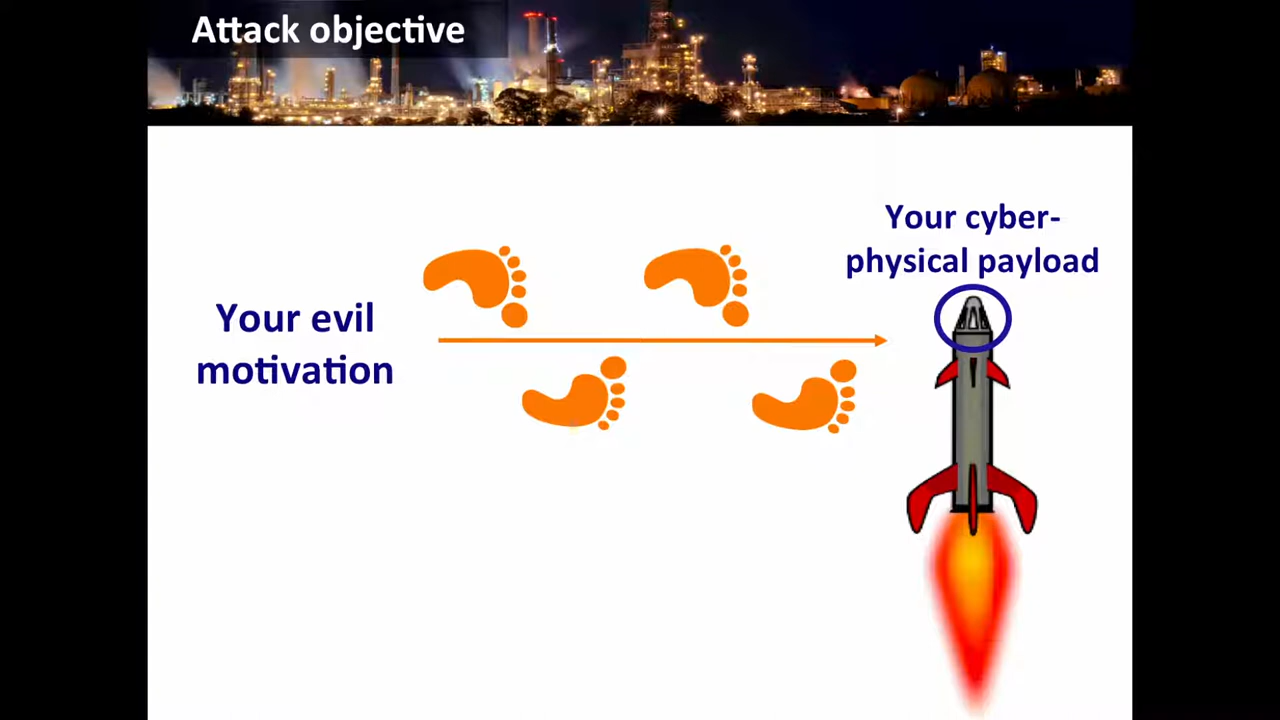 Attack objective
Your cyber-
physical payload
Your evil
motivation